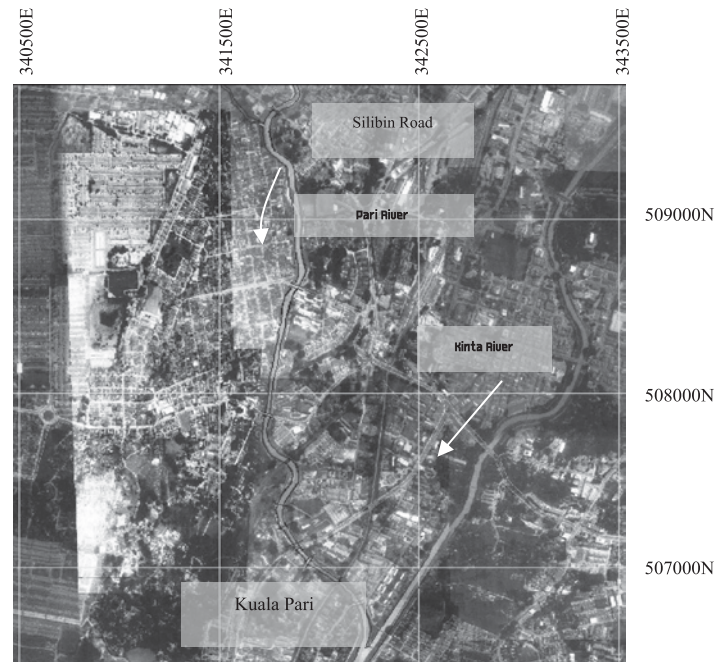 340500E
341500E
342500E
343500E
Silibin Road
Pari River
509000N
Kinta River
508000N
507000N
Kuala Pari